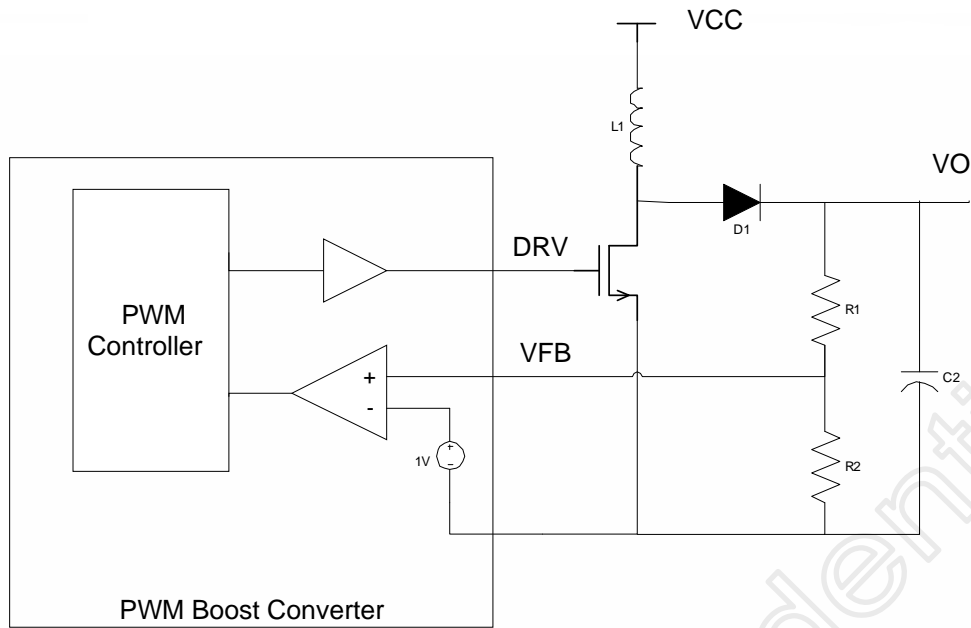 VCC
L1
VO
D1
DRV
PWM
Controller
R1
VFB
+
-
C2
+
-
1V
R2
PWM Boost Converter